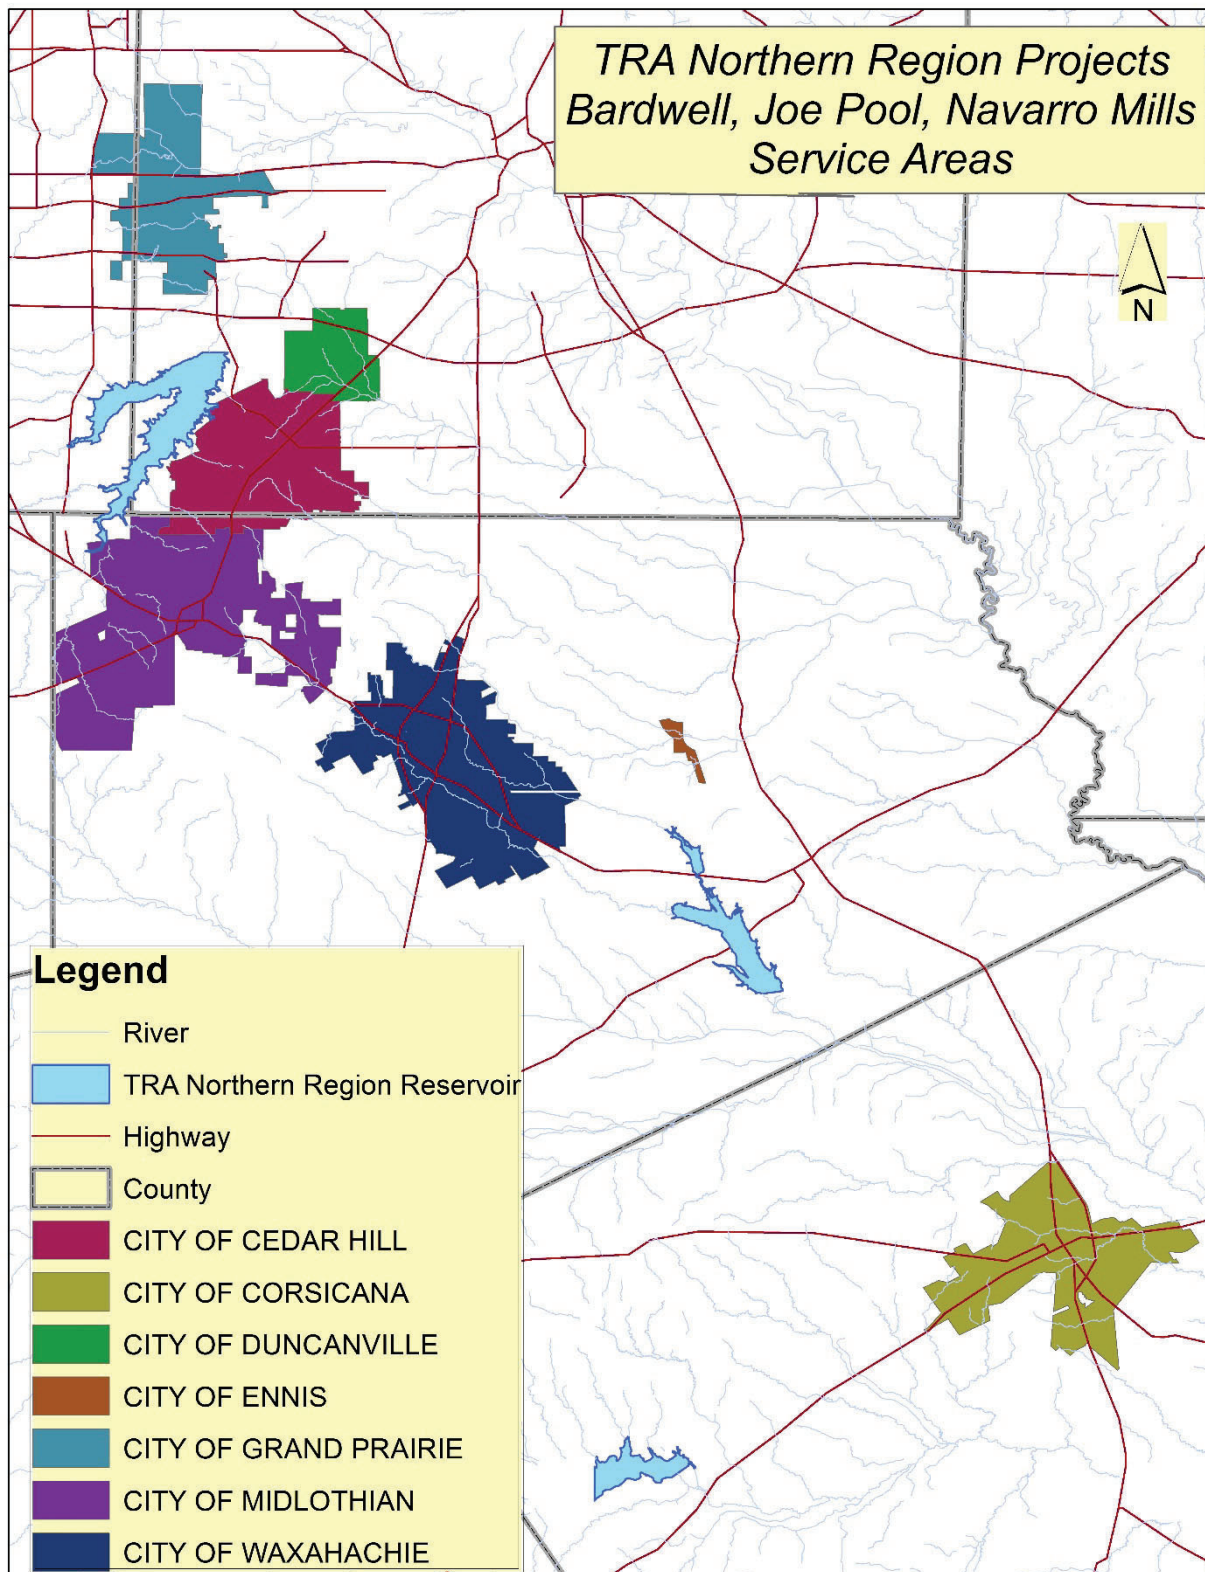 TRA Northern Region Projects
Bardwell, Joe Pool, Navarro Mills
Service Areas
N
Legend
River
TRA Northern Region Reservoir
Highway
County
CITY OF CEDAR HILL
CITY OF CORSICANA
CITY OF DUNCANVILLE
CITY OF ENNIS
CITY OF GRAND PRAIRIE
CITY OF MIDLOTHIAN
CITY OF WAXAHACHIE